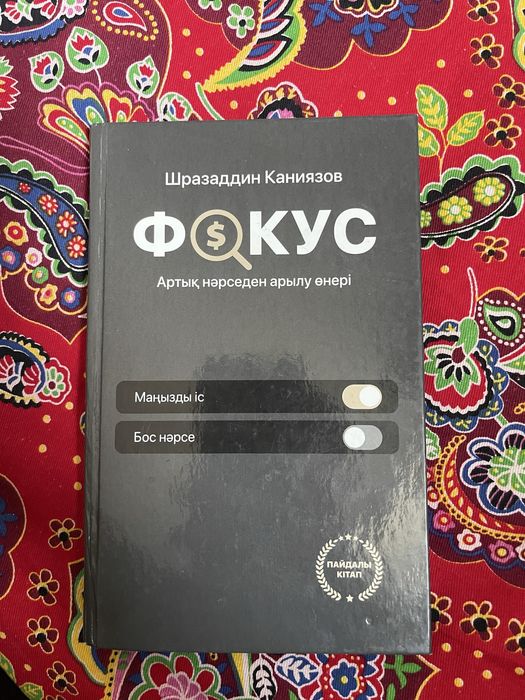 Шразаддин Каниязов
ФОКУС
Артық нәрседен арылу өнері
Маңызды іс
Бос нәрсе
ПАЙДАЛЫ
КІТАП